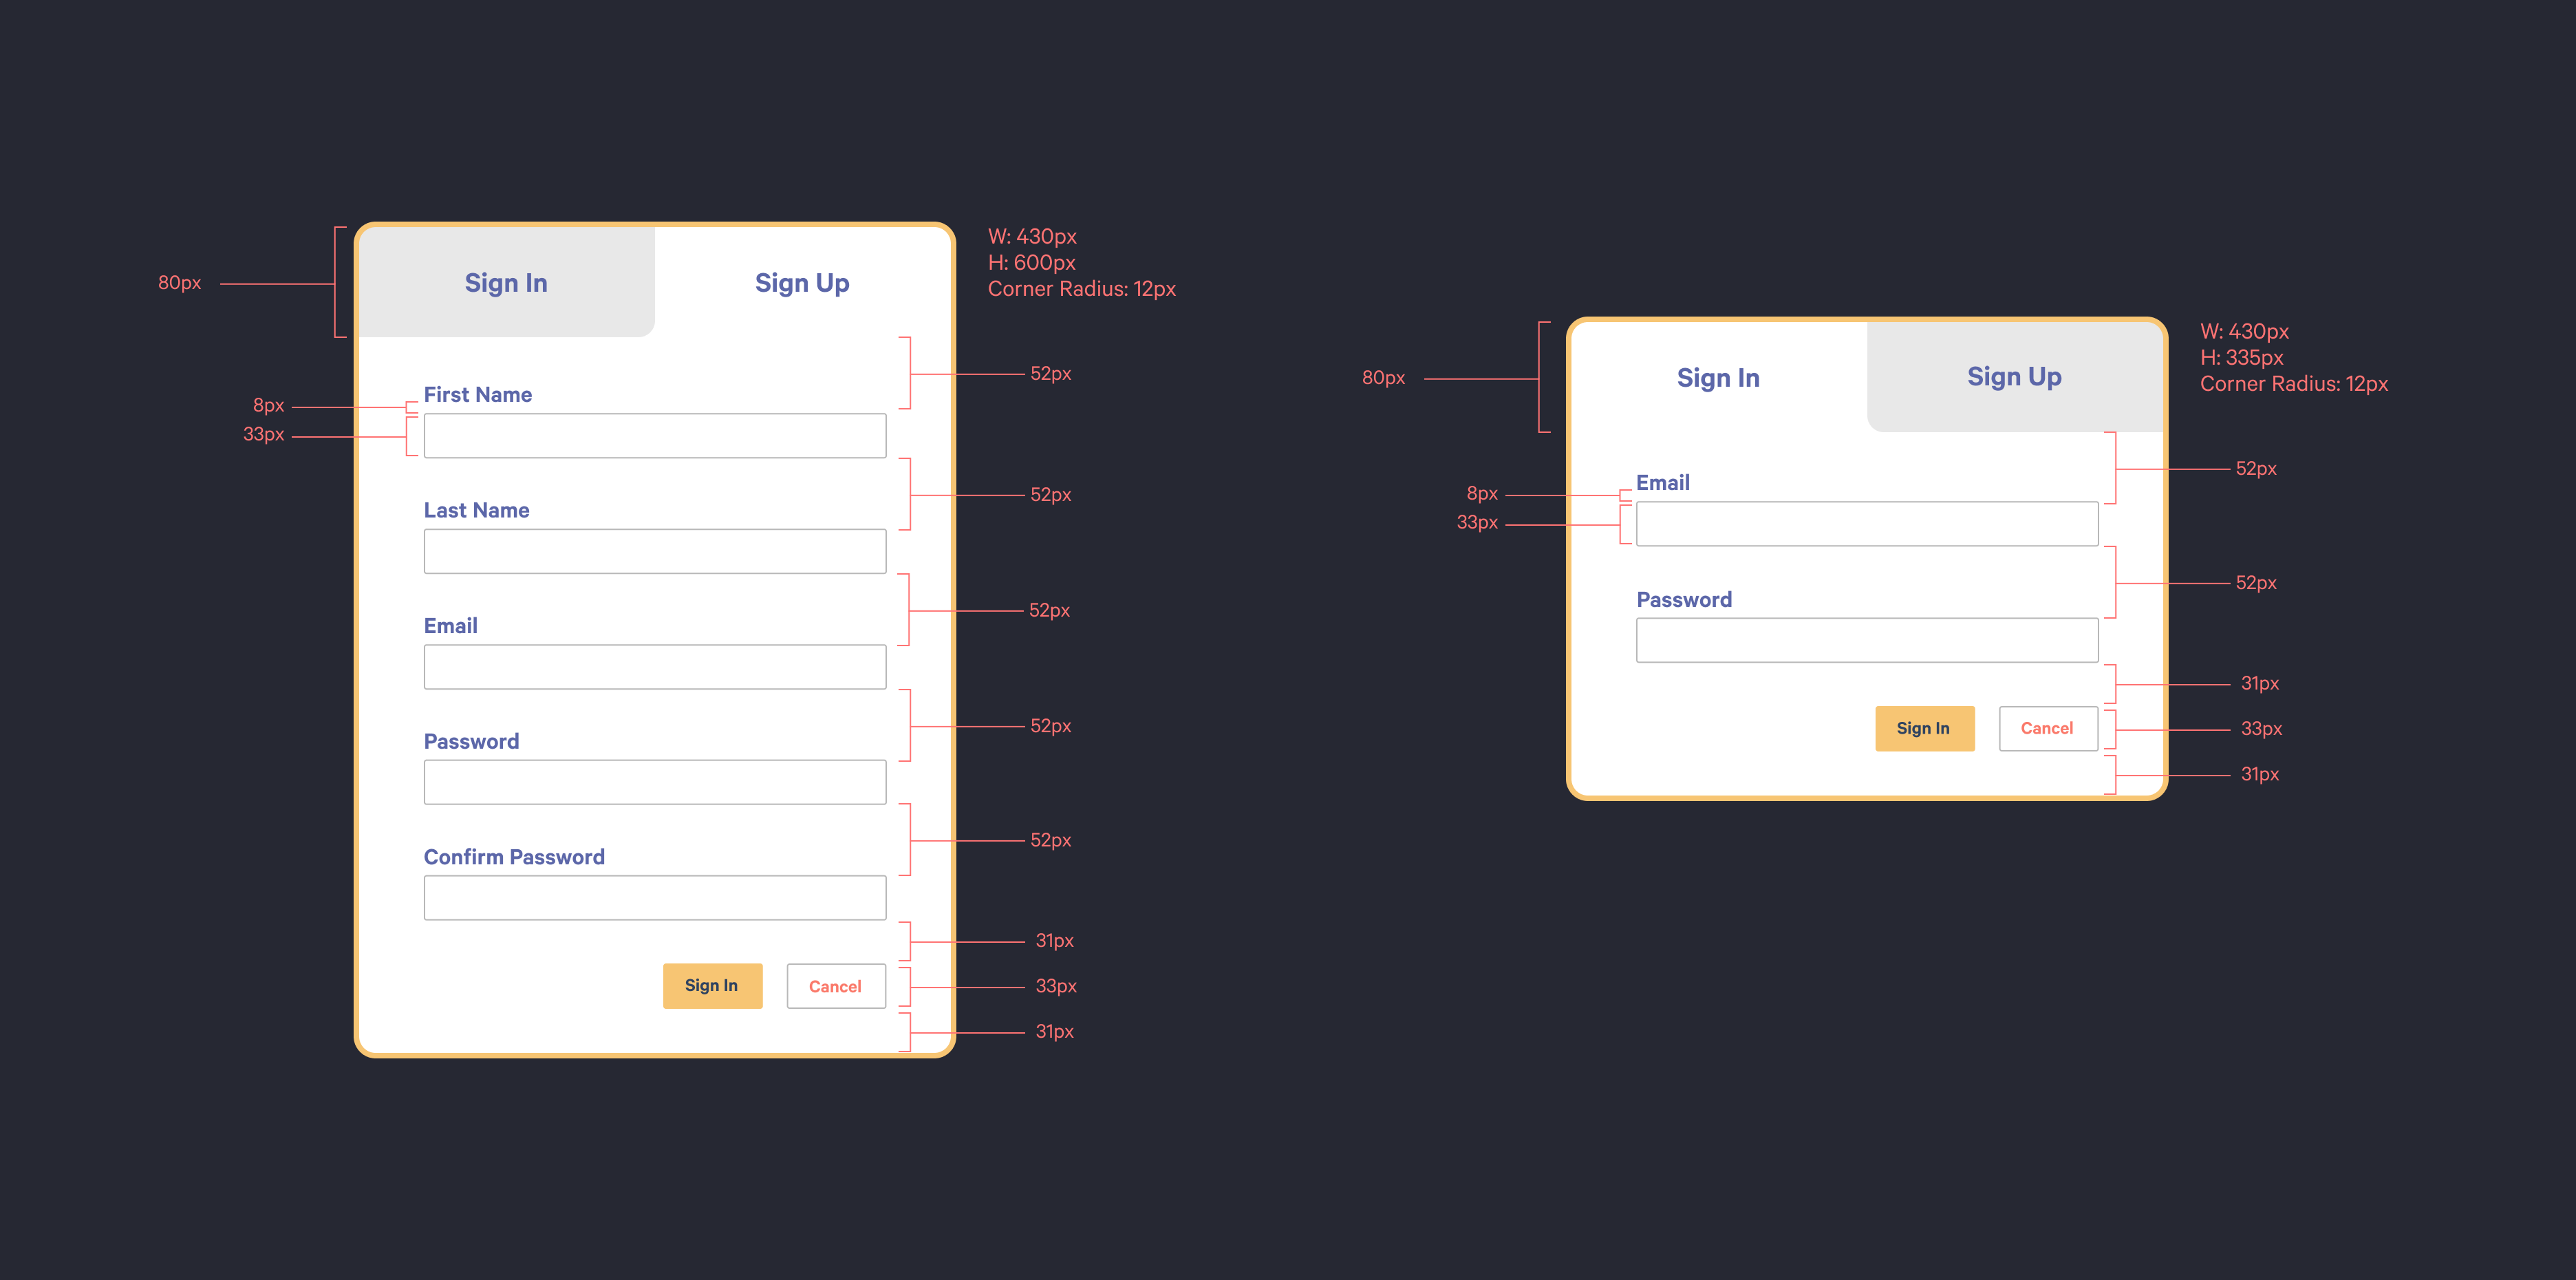 Sign In
Sign Up
80px
W: 430px
H: 600px
Corner Radius: 12px
52px
First Name
8px
33px
52px
Last Name
52px
Email
52px
Password
52px
Confirm Password
31px
Sign In
Cancel
33px
31px
Sign In
Sign Up
80px
W: 430px
H: 335px
Corner Radius: 12px
52px
Email
8px
33px
52px
Password
31px
Sign In
Cancel
33px
31px